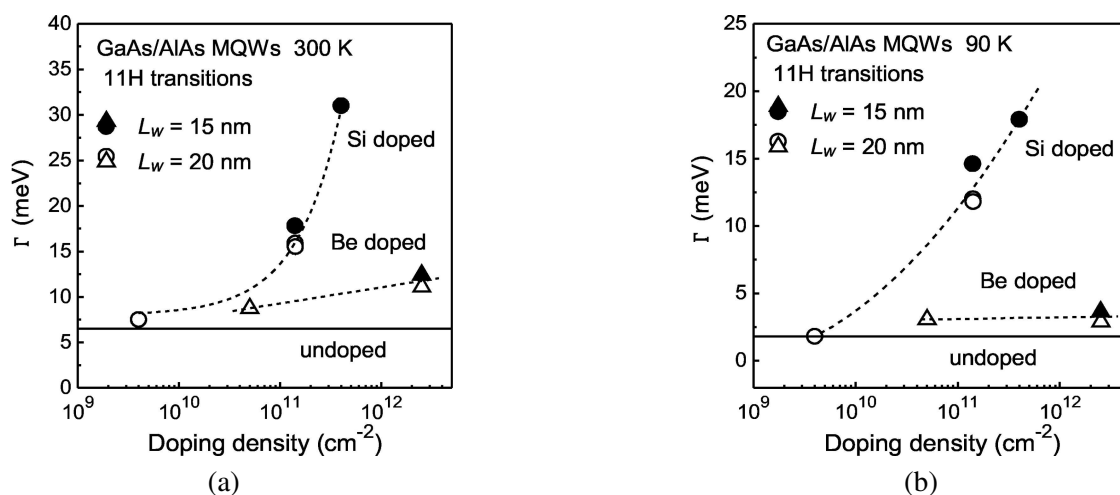 40
35
30
25
20
15
10
5
0
Γ (meV)
GaAs/AlAs MQWs 300 K
11H transitions
L_w = 15 nm
L_w = 20 nm
Si doped
Be doped
undoped
10^9 10^10 10^11 10^12
Doping density (cm^-2)
(a)
25
20
15
10
5
0
Γ (meV)
GaAs/AlAs MQWs 90 K
11H transitions
L_w = 15 nm
L_w = 20 nm
Si doped
Be doped
undoped
10^9 10^10 10^11 10^12
Doping density (cm^-2)
(b)